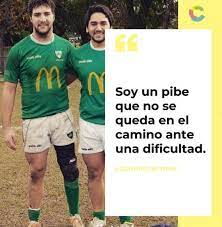 Soy un pibe
que no se
queda en el
camino ante
una dificultad.